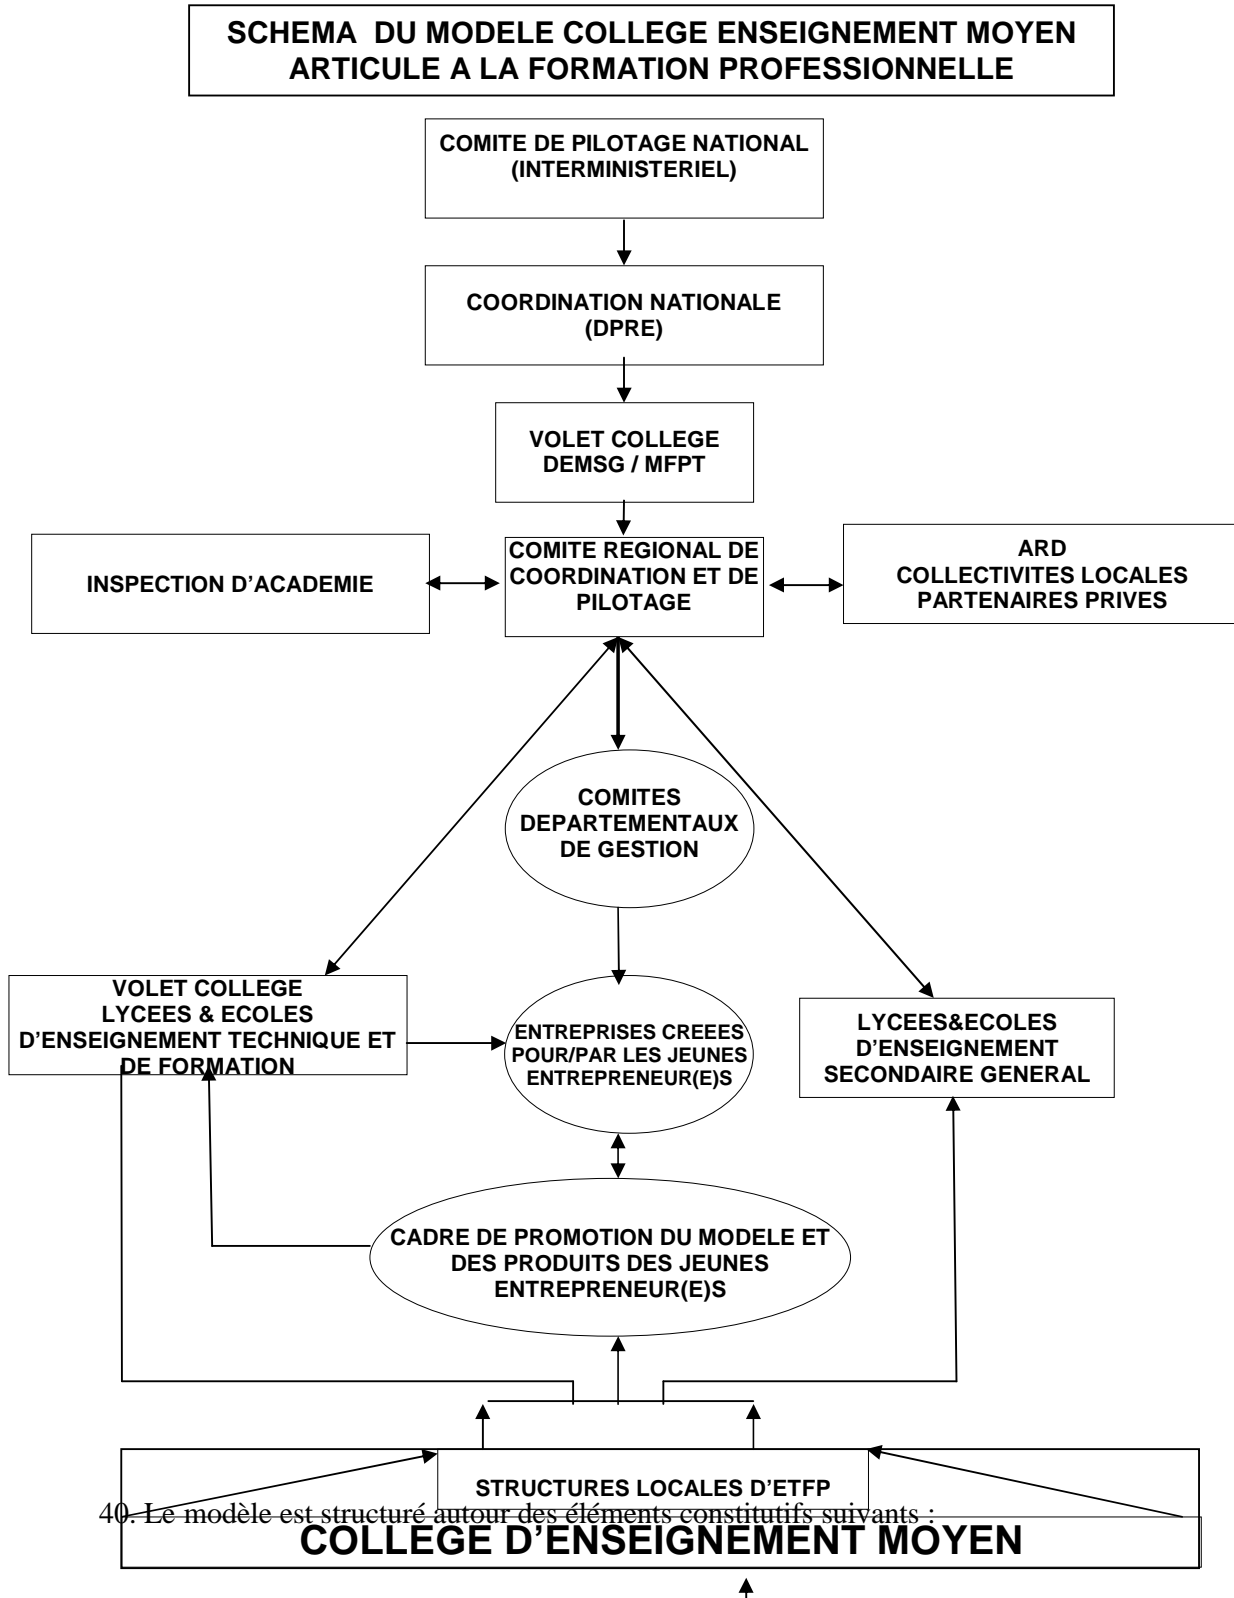 SCHEMA DU MODELE COLLEGE ENSEIGNEMENT MOYEN
ARTICULE A LA FORMATION PROFESSIONNELLE
COMITE DE PILOTAGE NATIONAL
(INTERMINISTERIEL)
COORDINATION NATIONALE
(DPRE)
VOLET COLLEGE
DEMSG / MFPT
INSPECTION D'ACADEMIE
COMITE REGIONAL DE
COORDINATION ET DE
PILOTAGE
ARD
COLLECTIVITES LOCALES
PARTENAIRES PRIVES
COMITES
DEPARTEMENTAUX
DE GESTION
VOLET COLLEGE
LYCEES & ECOLES
D'ENSEIGNEMENT TECHNIQUE ET
DE FORMATION
ENTREPRISES CREEES
POUR/PAR LES JEUNES
ENTREPRENEUR(E)S
LYCEES&ECOLES
D'ENSEIGNEMENT
SECONDAIRE GENERAL
CADRE DE PROMOTION DU MODELE ET
DES PRODUITS DES JEUNES
ENTREPRENEUR(E)S
STRUCTURES LOCALES D'ETFP
40. Le modèle est structuré autour des éléments constitutifs suivants :
COLLEGE D'ENSEIGNEMENT MOYEN